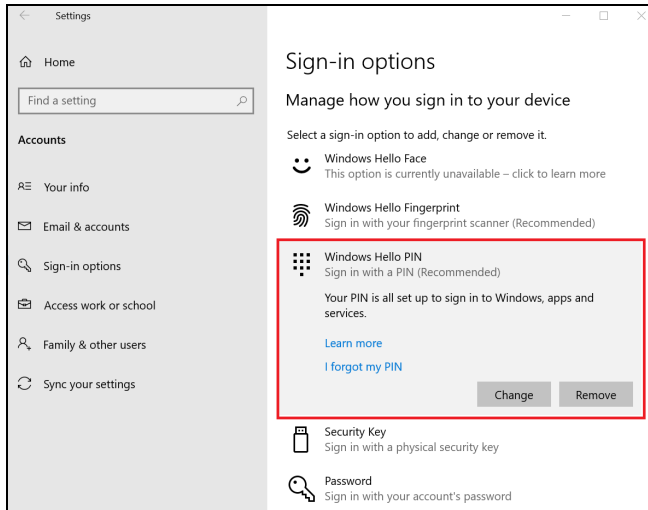 Settings
Home
Find a setting
Accounts
Your info
Email & accounts
Sign-in options
Access work or school
Family & other users
Sync your settings
Sign-in options
Manage how you sign in to your device
Select a sign-in option to add, change or remove it.
Windows Hello Face
This option is currently unavailable – click to learn more
Windows Hello Fingerprint
Sign in with your fingerprint scanner (Recommended)
Windows Hello PIN
Sign in with a PIN (Recommended)
Your PIN is all set up to sign in to Windows, apps and
services.
Learn more
I forgot my PIN
Change Remove
Security Key
Sign in with a physical security key
Password
Sign in with your account's password